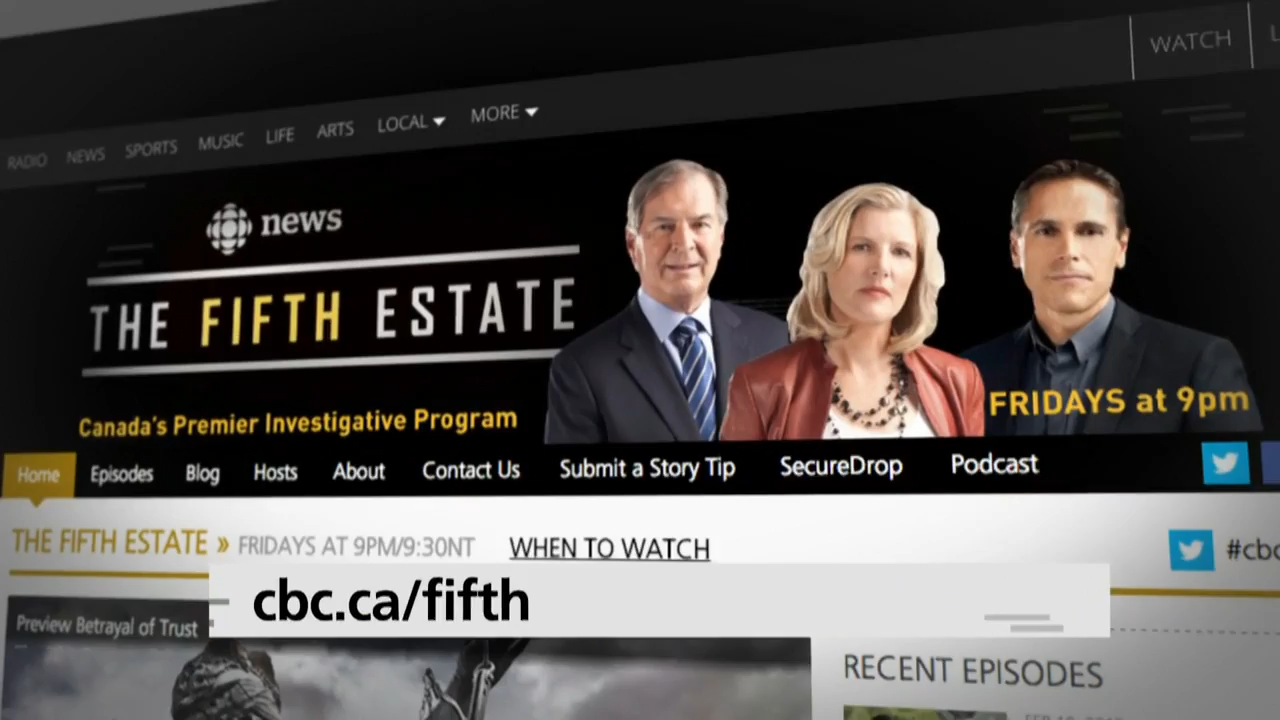 WATCH
RADIO NEWS SPORTS MUSIC LIFE ARTS LOCAL MORE
news
THE FIFTH ESTATE
Canada's Premier Investigative Program
FRIDAYS at 9pm
Home Episodes Blog Hosts About Contact Us Submit a Story Tip SecureDrop Podcast
THE FIFTH ESTATE » FRIDAYS AT 9PM/9:30NT WHEN TO WATCH
#cbc
cbc.ca/fifth
Preview Betrayal of Trust
RECENT EPISODES